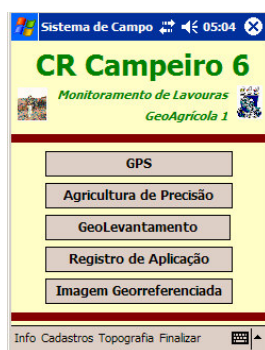 Sistema de Campo 05:04
CR Campeiro 6
Monitoramento de Lavouras
GeoAgrícola 1
GPS
Agricultura de Precisão
GeoLevantamento
Registro de Aplicação
Imagem Georreferenciada
Info Cadastros Topografia Finalizar